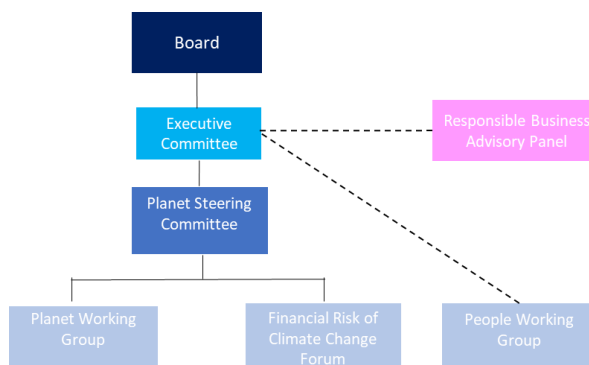 Board
Executive
Committee
Responsible Business
Advisory Panel
Planet Steering
Committee
Planet Working
Group
Financial Risk of
Climate Change
Forum
People Working
Group